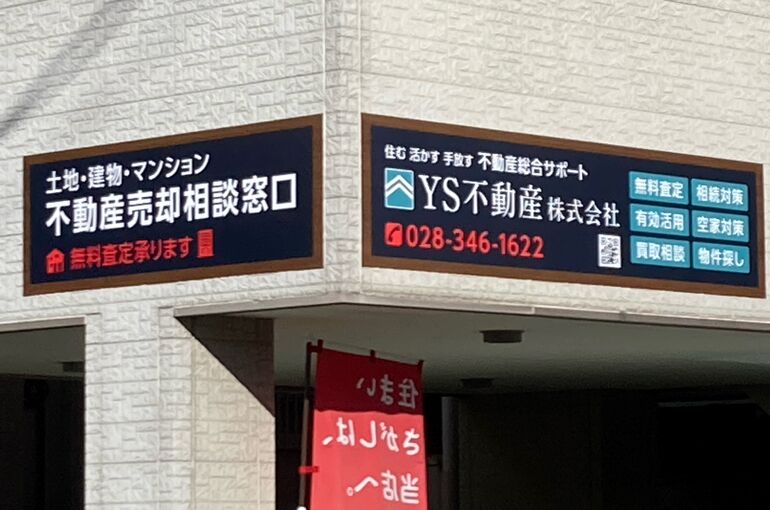 土地・建物・マンション
不動産売却相談窓口
無料査定承ります
住む 活かす 手放す 不動産総合サポート
YS不動産 株式会社
028-346-1622
無料査定 相続対策
有効活用 空家対策
買取相談 物件探し
住まい
さがしは、
当店へ。